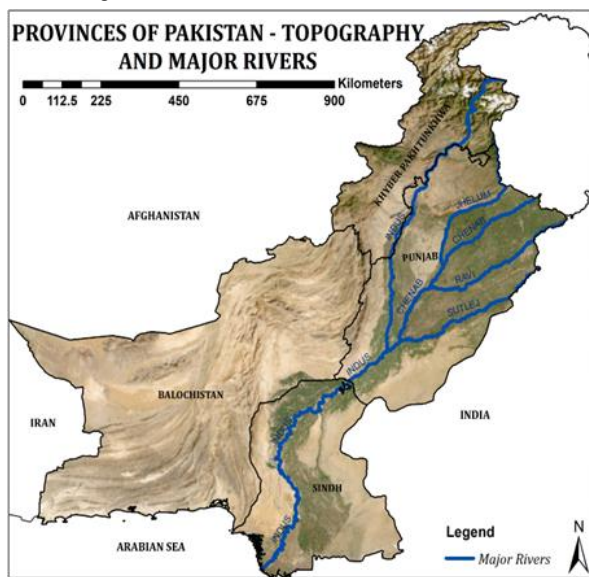 PROVINCES OF PAKISTAN - TOPOGRAPHY
AND MAJOR RIVERS
Kilometers
0 112.5 225 450 675 900
KHYBER PAKHTUNKHWA
AFGHANISTAN
INDUS
JHELUM
CHENAB
PUNJAB
RAVI
CHENAB
SUTLEJ
INDUS
BALOCHISTAN
IRAN
INDIA
INDUS
SINDH
INDUS
ARABIAN SEA
Legend
Major Rivers
N